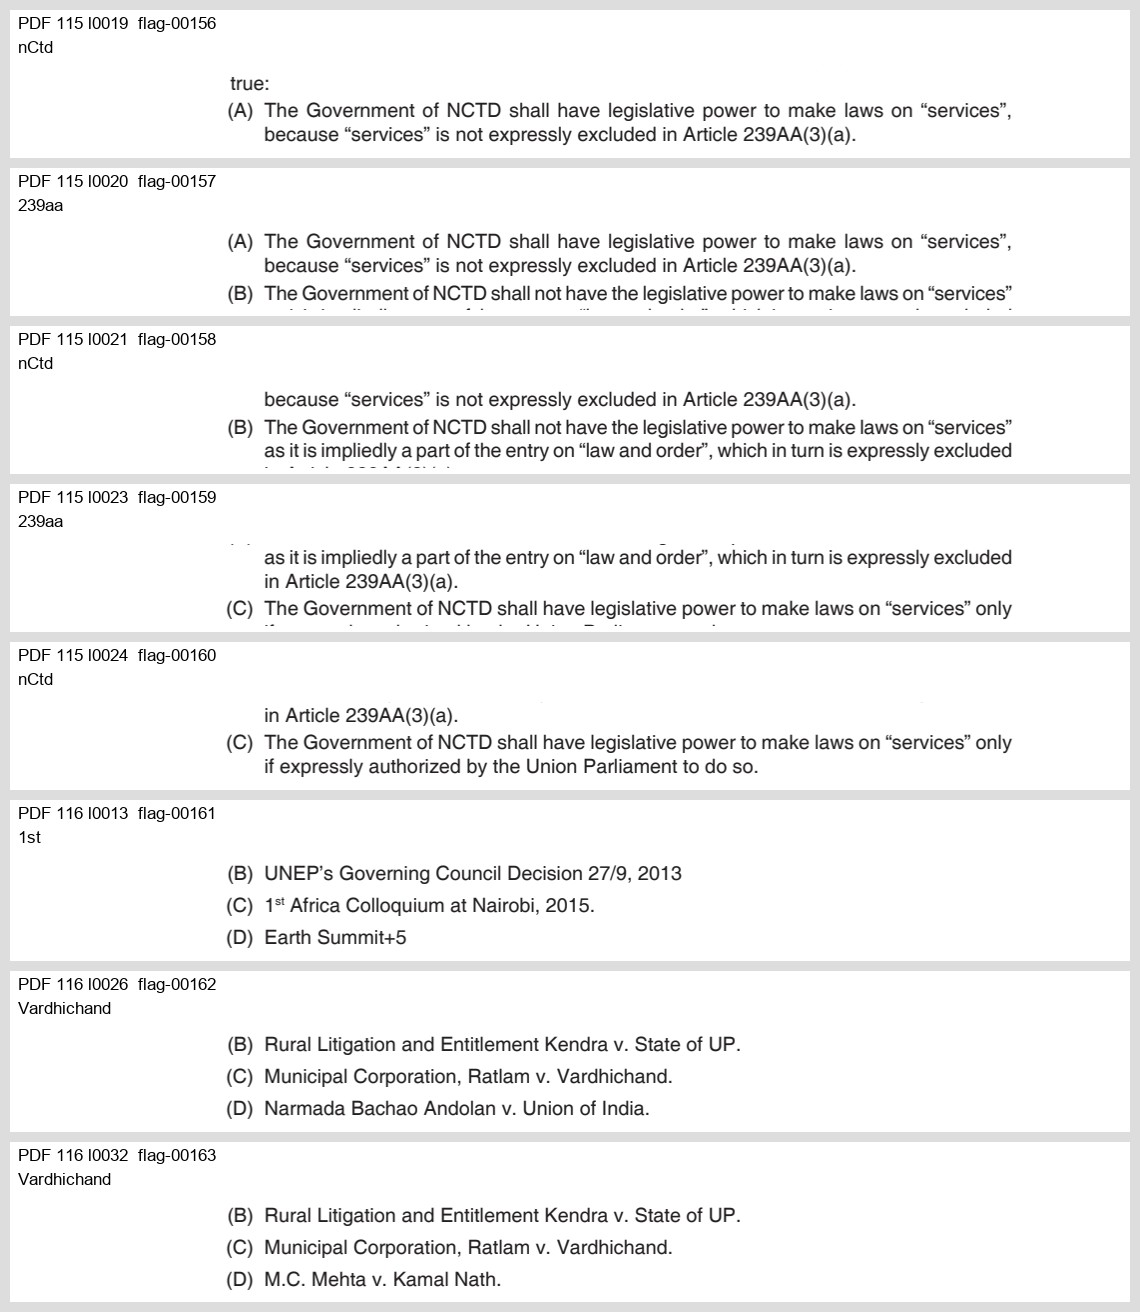 PDF 115 l0019 flag-00156
nCtd
true:
(A) The Government of NCTD shall have legislative power to make laws on “services”,
because “services” is not expressly excluded in Article 239AA(3)(a).
PDF 115 l0020 flag-00157
239aa
(A) The Government of NCTD shall have legislative power to make laws on “services”,
because “services” is not expressly excluded in Article 239AA(3)(a).
(B) The Government of NCTD shall not have the legislative power to make laws on “services”
PDF 115 l0021 flag-00158
nCtd
because “services” is not expressly excluded in Article 239AA(3)(a).
(B) The Government of NCTD shall not have the legislative power to make laws on “services”
as it is impliedly a part of the entry on “law and order”, which in turn is expressly excluded
PDF 115 l0023 flag-00159
239aa
as it is impliedly a part of the entry on “law and order”, which in turn is expressly excluded
in Article 239AA(3)(a).
(C) The Government of NCTD shall have legislative power to make laws on “services” only
PDF 115 l0024 flag-00160
nCtd
in Article 239AA(3)(a).
(C) The Government of NCTD shall have legislative power to make laws on “services” only
if expressly authorized by the Union Parliament to do so.
PDF 116 l0013 flag-00161
1st
(B) UNEP’s Governing Council Decision 27/9, 2013
(C) 1st Africa Colloquium at Nairobi, 2015.
(D) Earth Summit+5
PDF 116 l0026 flag-00162
Vardhichand
(B) Rural Litigation and Entitlement Kendra v. State of UP.
(C) Municipal Corporation, Ratlam v. Vardhichand.
(D) Narmada Bachao Andolan v. Union of India.
PDF 116 l0032 flag-00163
Vardhichand
(B) Rural Litigation and Entitlement Kendra v. State of UP.
(C) Municipal Corporation, Ratlam v. Vardhichand.
(D) M.C. Mehta v. Kamal Nath.